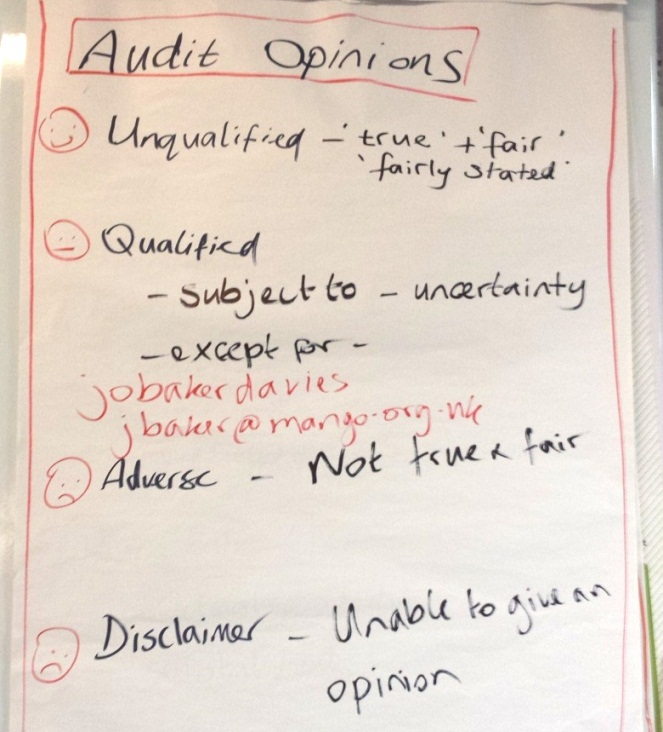 Audit Opinions
Unqualified - 'true' + 'fair'
'fairly stated'
Qualified
- subject to - uncertainty
- except for -
jobakerdavies
jbaker@mango.org.uk
Adverse - Not true & fair
Disclaimer - Unable to give an
opinion